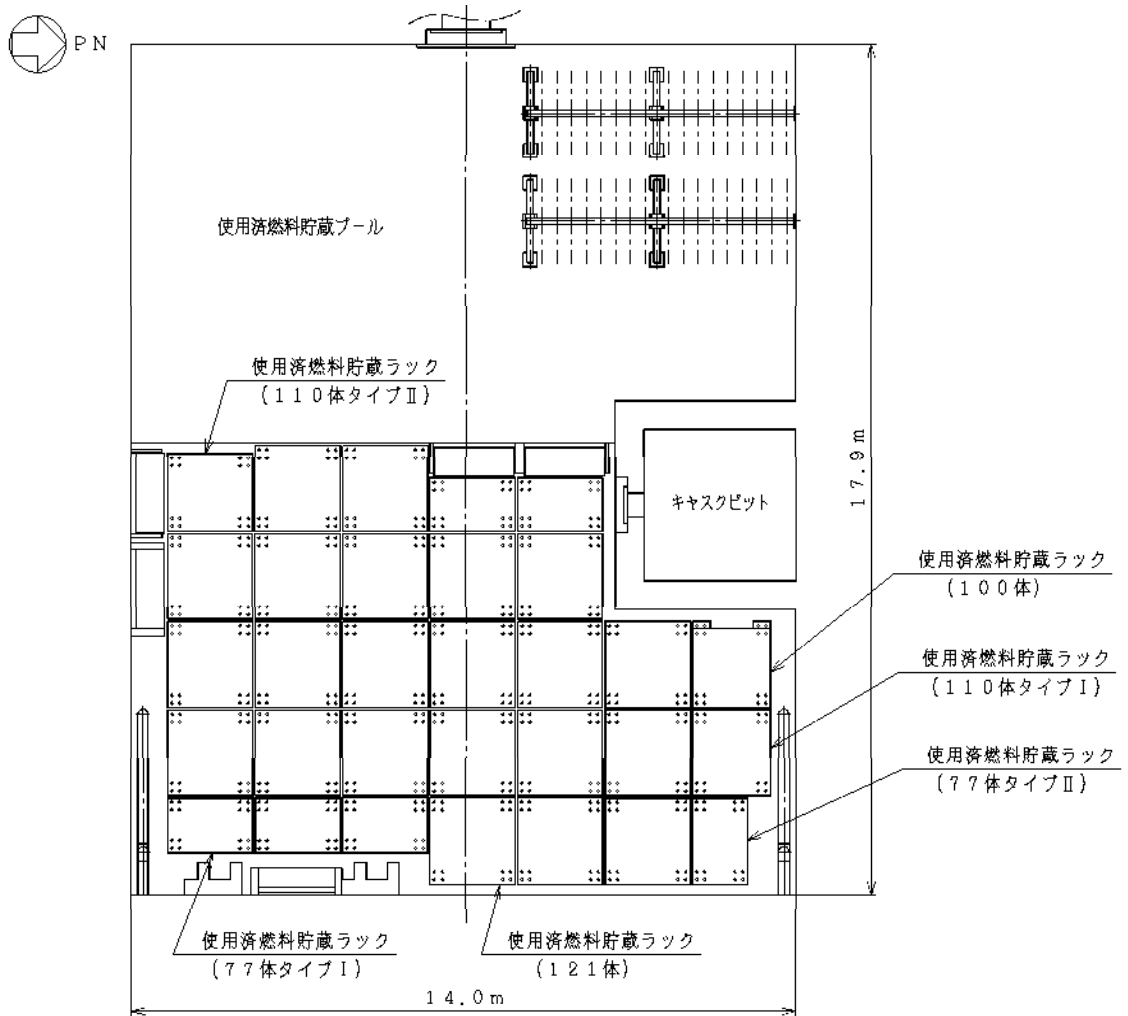 PN
使用済燃料貯蔵プール
使用済燃料貯蔵ラック
(110体タイプⅡ)
17.9m
キャスクピット
使用済燃料貯蔵ラック
(100体)
使用済燃料貯蔵ラック
(110体タイプⅠ)
使用済燃料貯蔵ラック
(77体タイプⅡ)
使用済燃料貯蔵ラック
(77体タイプⅠ)
使用済燃料貯蔵ラック
(121体)
14.0m